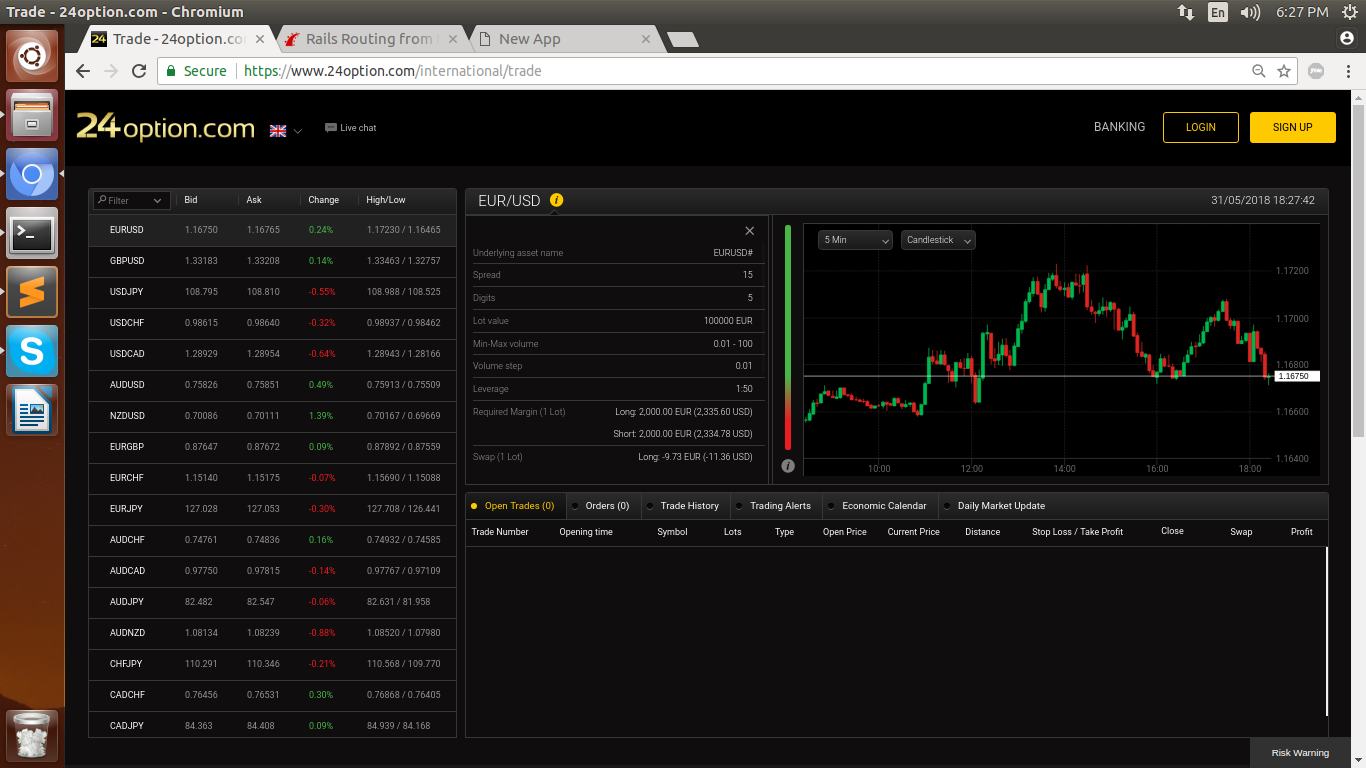 Trade - 24option.com - Chromium
En
6:27 PM
24 Trade - 24option.co
Rails Routing from
New App
Secure https://www.24option.com/international/trade
24option.com
Live chat
BANKING
LOGIN
SIGN UP
Filter Bid Ask Change High/Low
EURUSD 1.16750 1.16765 0.24% 1.17230 / 1.16465
GBPUSD 1.33183 1.33208 0.14% 1.33463 / 1.32757
USDJPY 108.795 108.810 -0.55% 108.988 / 108.525
USDCHF 0.98615 0.98640 -0.32% 0.98937 / 0.98462
USDCAD 1.28929 1.28954 -0.64% 1.28943 / 1.28166
AUDUSD 0.75826 0.75851 0.49% 0.75913 / 0.75509
NZDUSD 0.70086 0.70111 1.39% 0.70167 / 0.69669
EURGBP 0.87647 0.87672 0.09% 0.87892 / 0.87559
EURCHF 1.15140 1.15175 -0.07% 1.15690 / 1.15088
EURJPY 127.028 127.053 -0.30% 127.708 / 126.441
AUDCHF 0.74761 0.74836 0.16% 0.74932 / 0.74585
AUDCAD 0.97750 0.97815 -0.14% 0.97767 / 0.97109
AUDJPY 82.482 82.547 -0.06% 82.631 / 81.958
AUDNZD 1.08134 1.08239 -0.88% 1.08520 / 1.07980
CHFJPY 110.291 110.346 -0.21% 110.568 / 109.770
CADCHF 0.76456 0.76531 0.30% 0.76868 / 0.76405
CADJPY 84.363 84.408 0.09% 84.939 / 84.168
EUR/USD
31/05/2018 18:27:42
Underlying asset name EURUSD#
Spread 15
Digits 5
Lot value 100000 EUR
Min-Max volume 0.01 - 100
Volume step 0.01
Leverage 1:50
Required Margin (1 Lot) Long: 2,000.00 EUR (2,335.60 USD)
Short: 2,000.00 EUR (2,334.78 USD)
Swap (1 Lot) Long: -9.73 EUR (-11.36 USD)
5 Min
Candlestick
1.17200
1.17000
1.16800
1.16750
1.16600
1.16400
10:00 12:00 14:00 16:00 18:00
Open Trades (0) Orders (0) Trade History Trading Alerts Economic Calendar Daily Market Update
Trade Number Opening time Symbol Lots Type Open Price Current Price Distance Stop Loss / Take Profit Close Swap Profit
Risk Warning